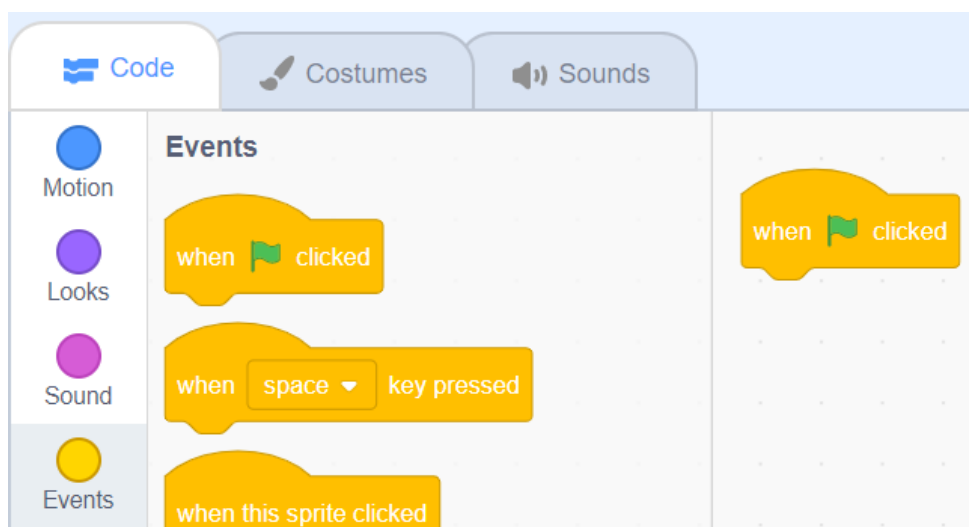 Code
Costumes
Sounds
Motion
Looks
Sound
Events
Events
when clicked
when space key pressed
when this sprite clicked
when clicked